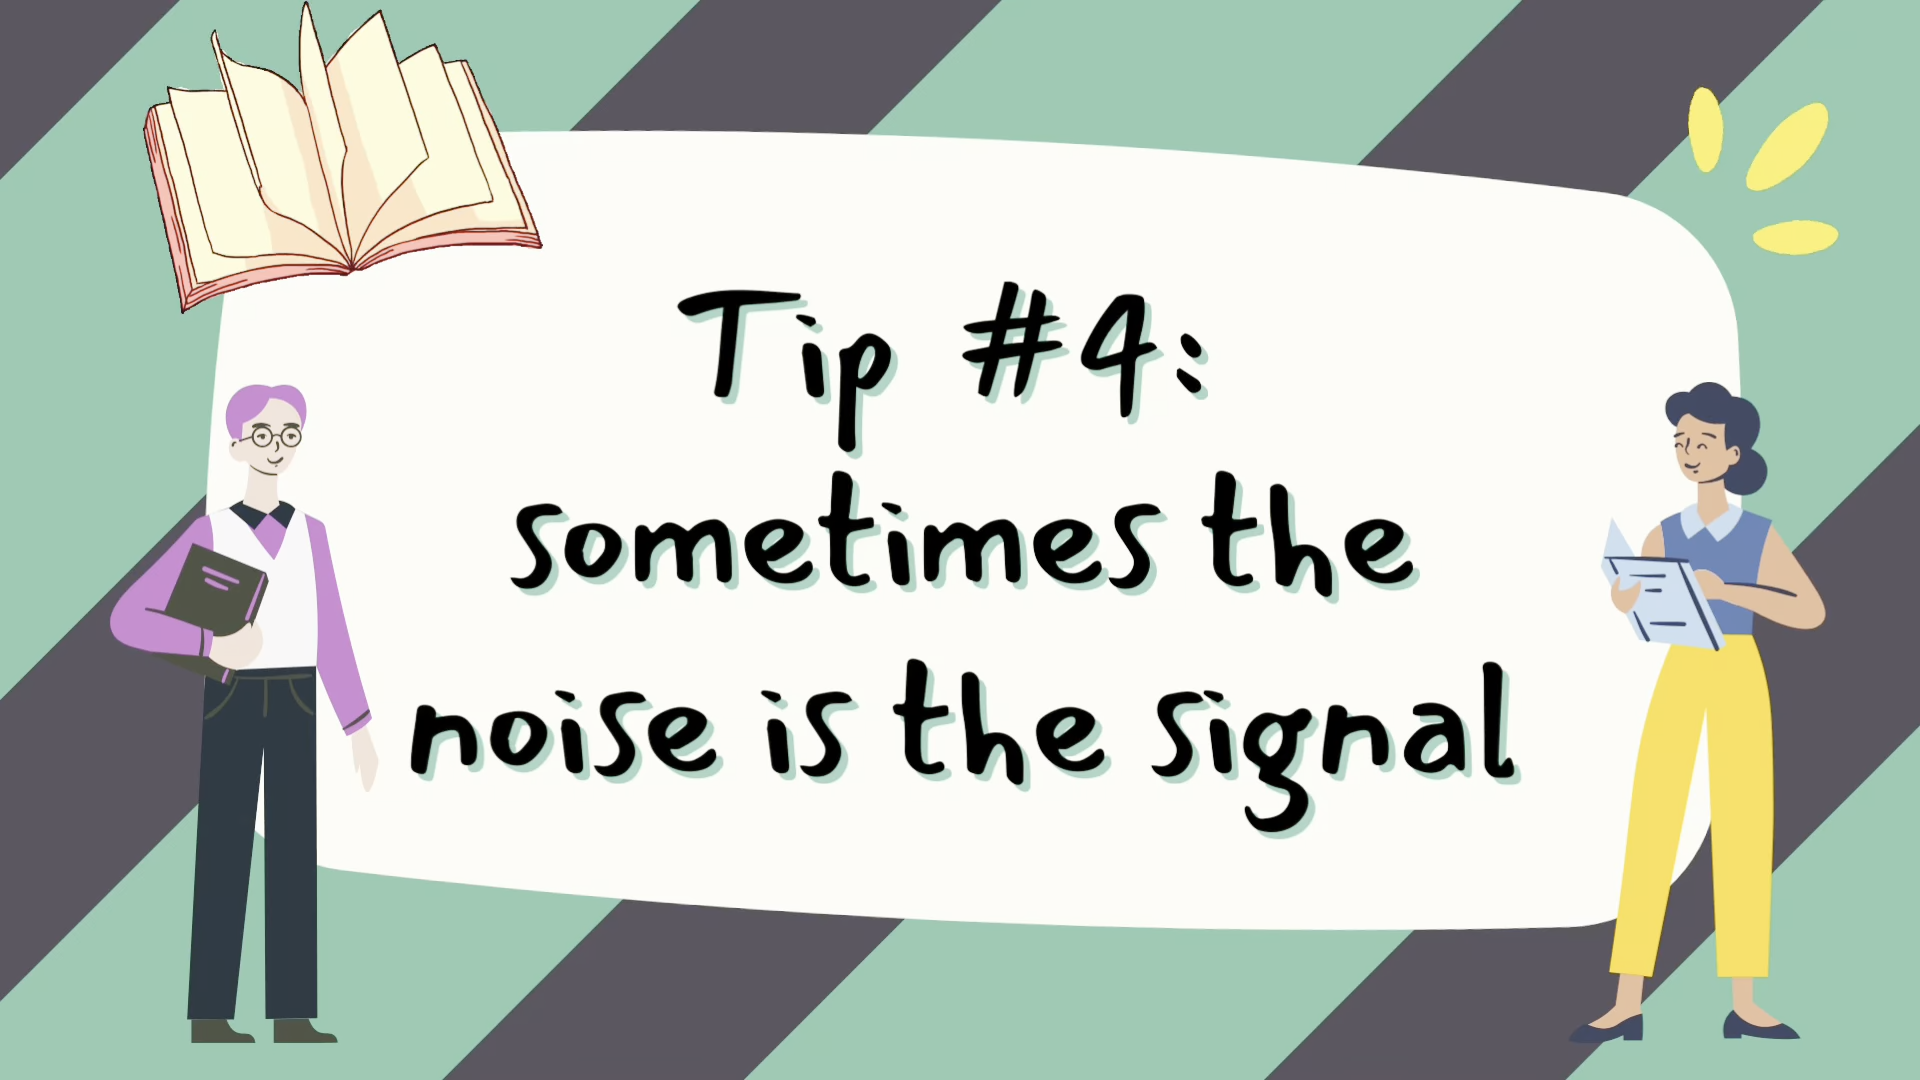 Tip #4:
sometimes the
noise is the signal